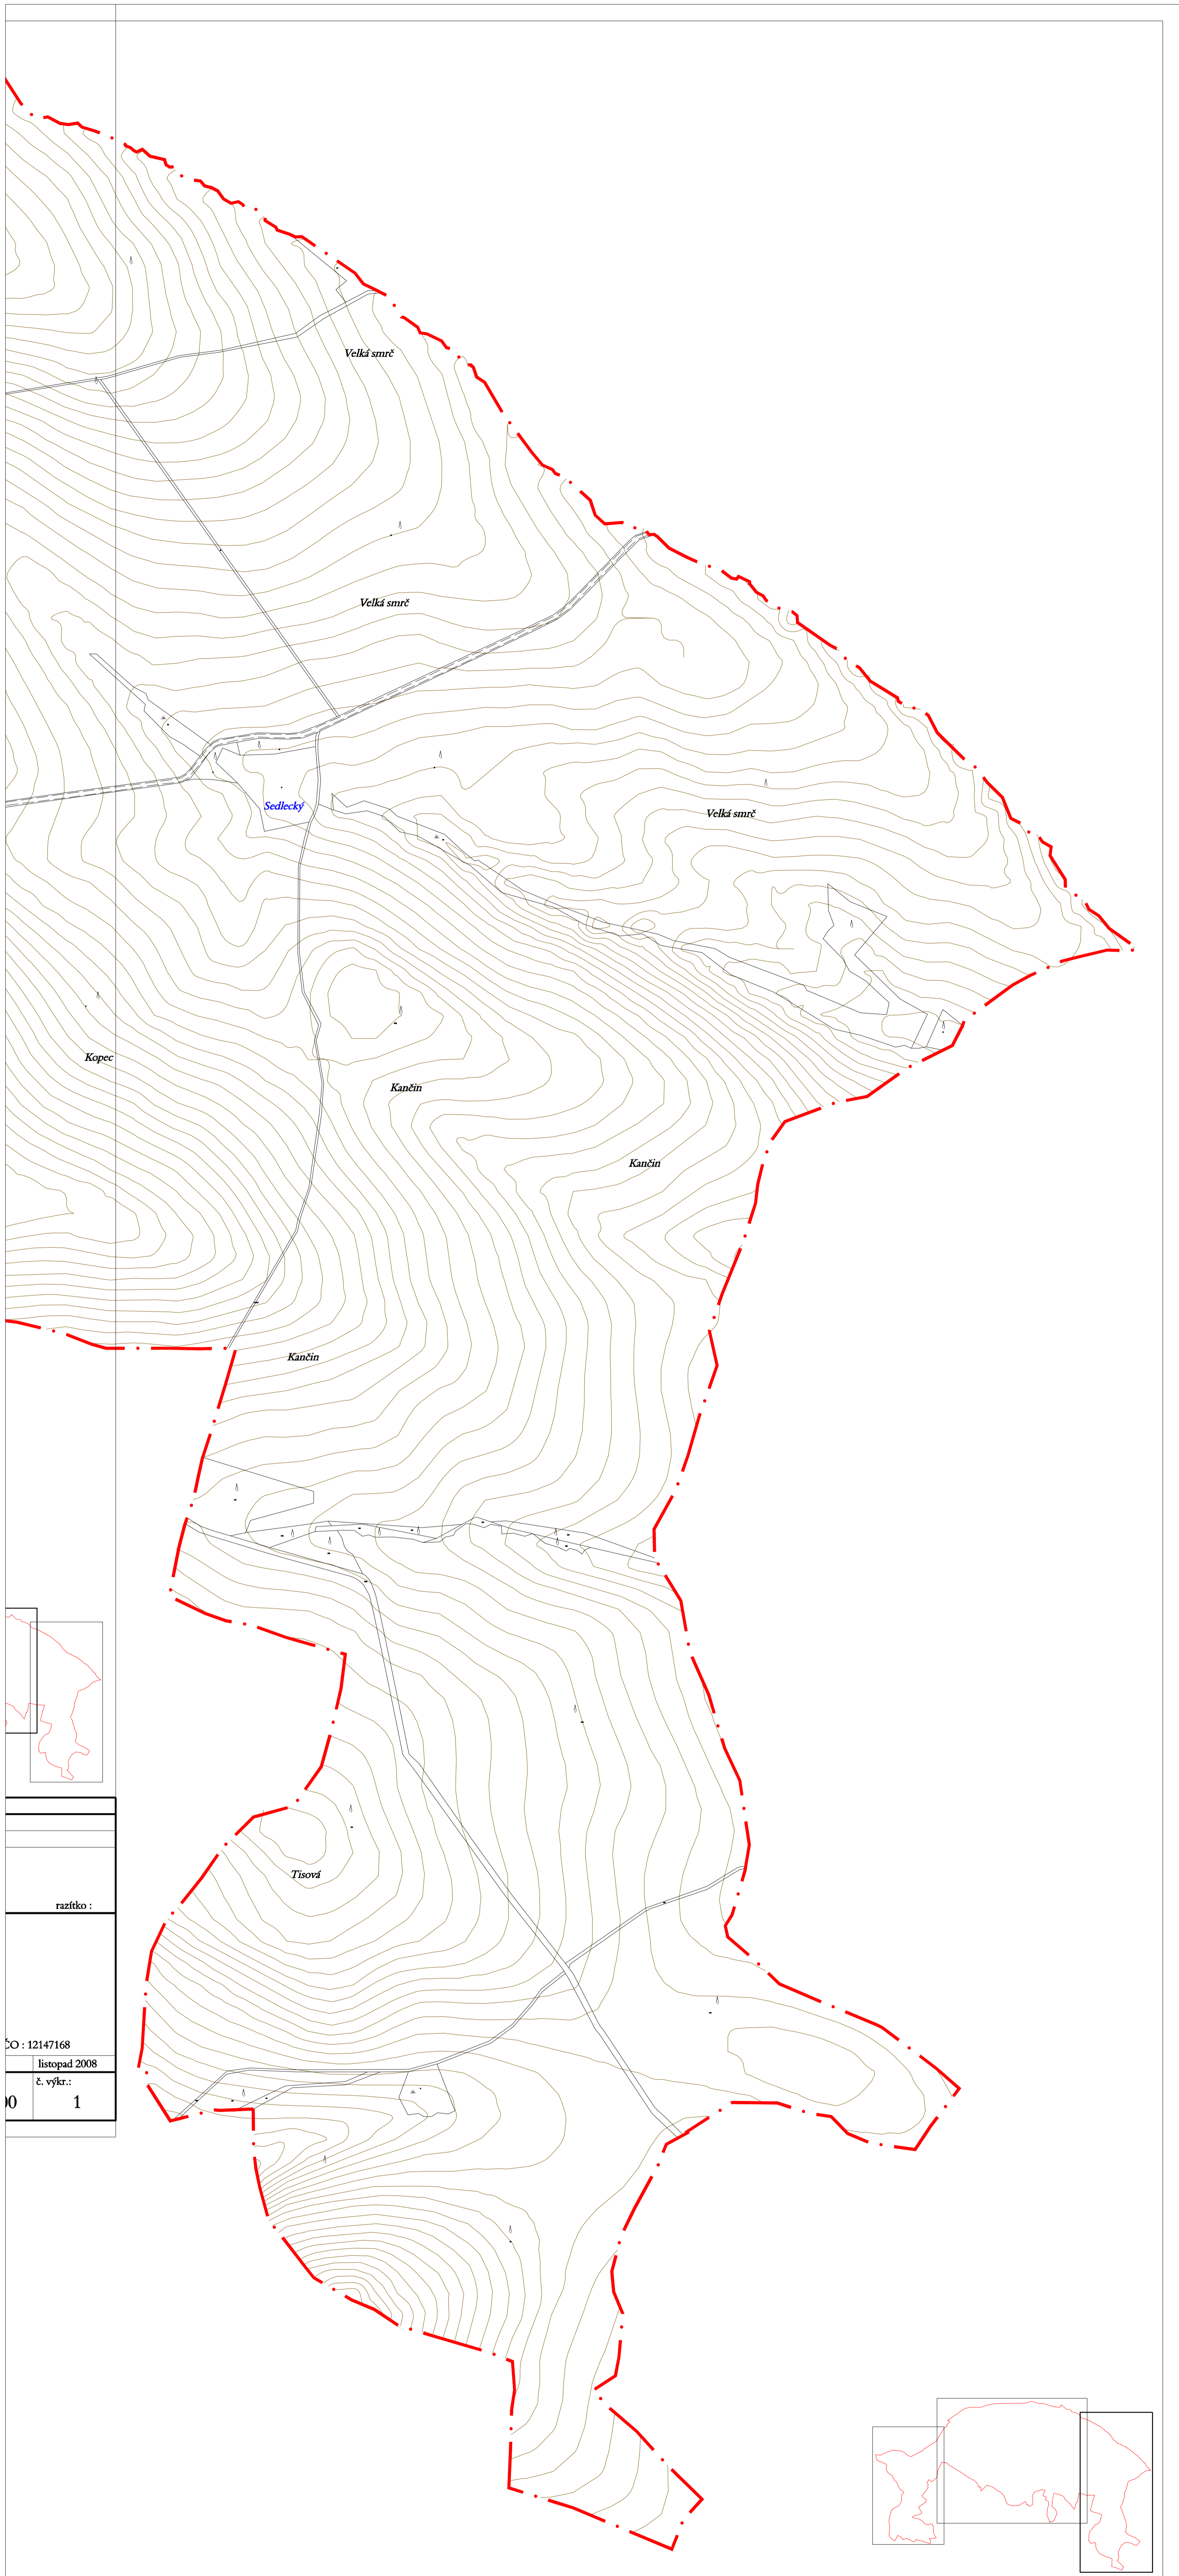 Velká smrč
Velká smrč
Sedlecký
Velká smrč
Kopec
Kančin
Kančin
Kančin
Tisová
razítko :
ČO : 12147168
listopad 2008
č. výkr.:
1